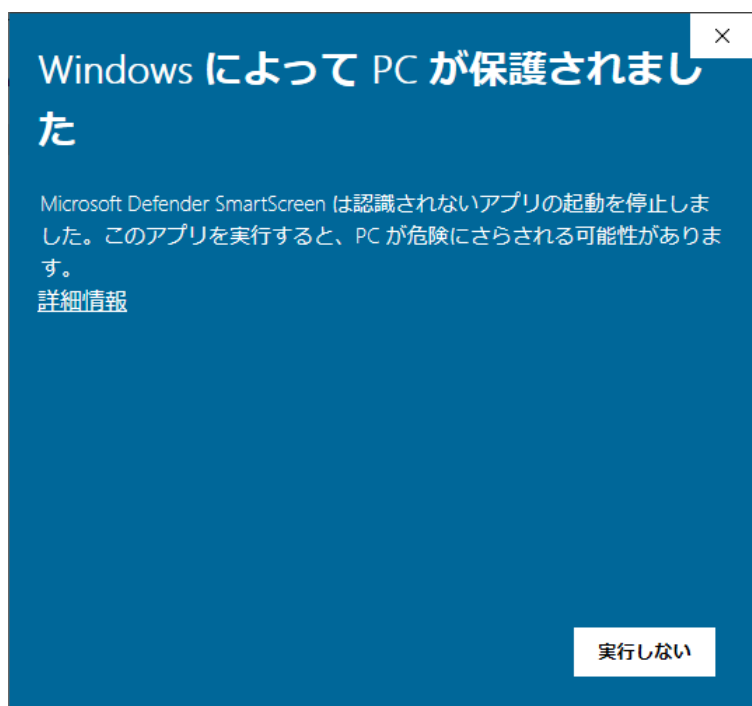 Windows によって PC が保護されまし
た
Microsoft Defender SmartScreen は認識されないアプリの起動を停止しま
した。このアプリを実行すると、PC が危険にさらされる可能性がありま
す。
詳細情報
実行しない